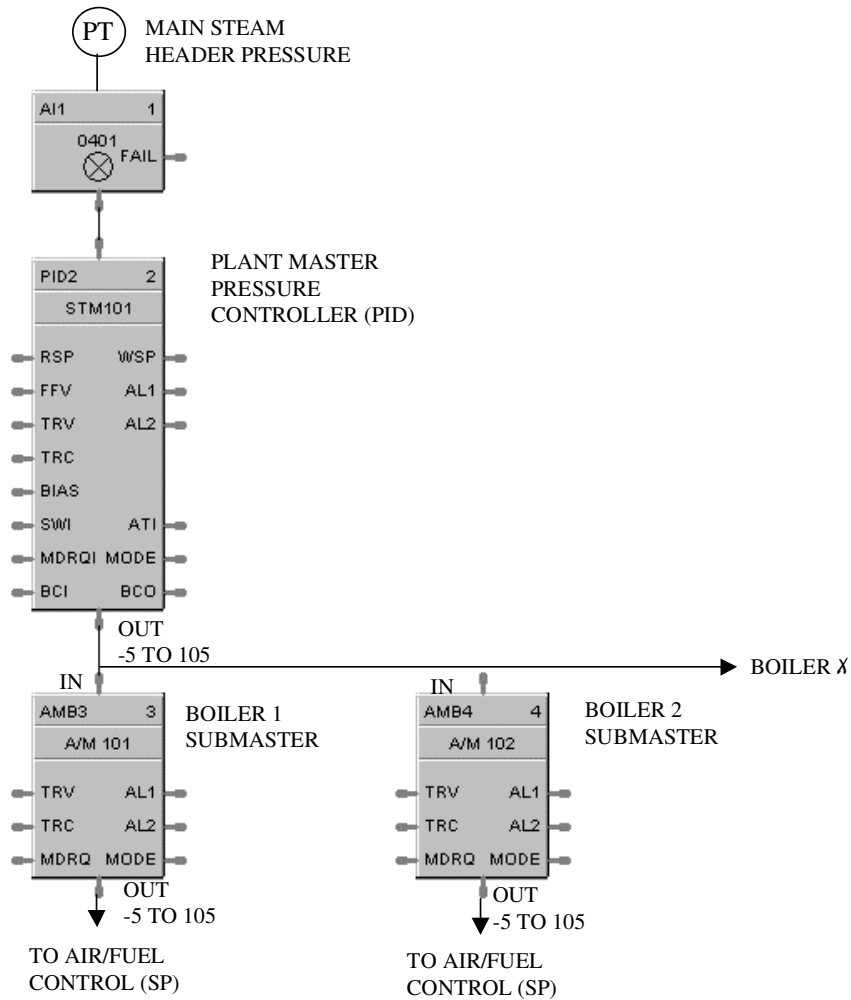 PT
MAIN STEAM
HEADER PRESSURE
AI1 1
0401
FAIL
PID2 2
STM101
PLANT MASTER
PRESSURE
CONTROLLER (PID)
RSP WSP
FFV AL1
TRV AL2
TRC
BIAS
SWI ATI
MDRQI MODE
BCI BCO
OUT
-5 TO 105
BOILER
IN
AMB3 3
A/M 101
BOILER 1
SUBMASTER
TRV AL1
TRC AL2
MDRQ MODE
OUT
-5 TO 105
TO AIR/FUEL
CONTROL (SP)
IN
AMB4 4
A/M 102
BOILER 2
SUBMASTER
TRV AL1
TRC AL2
MDRQ MODE
OUT
-5 TO 105
TO AIR/FUEL
CONTROL (SP)